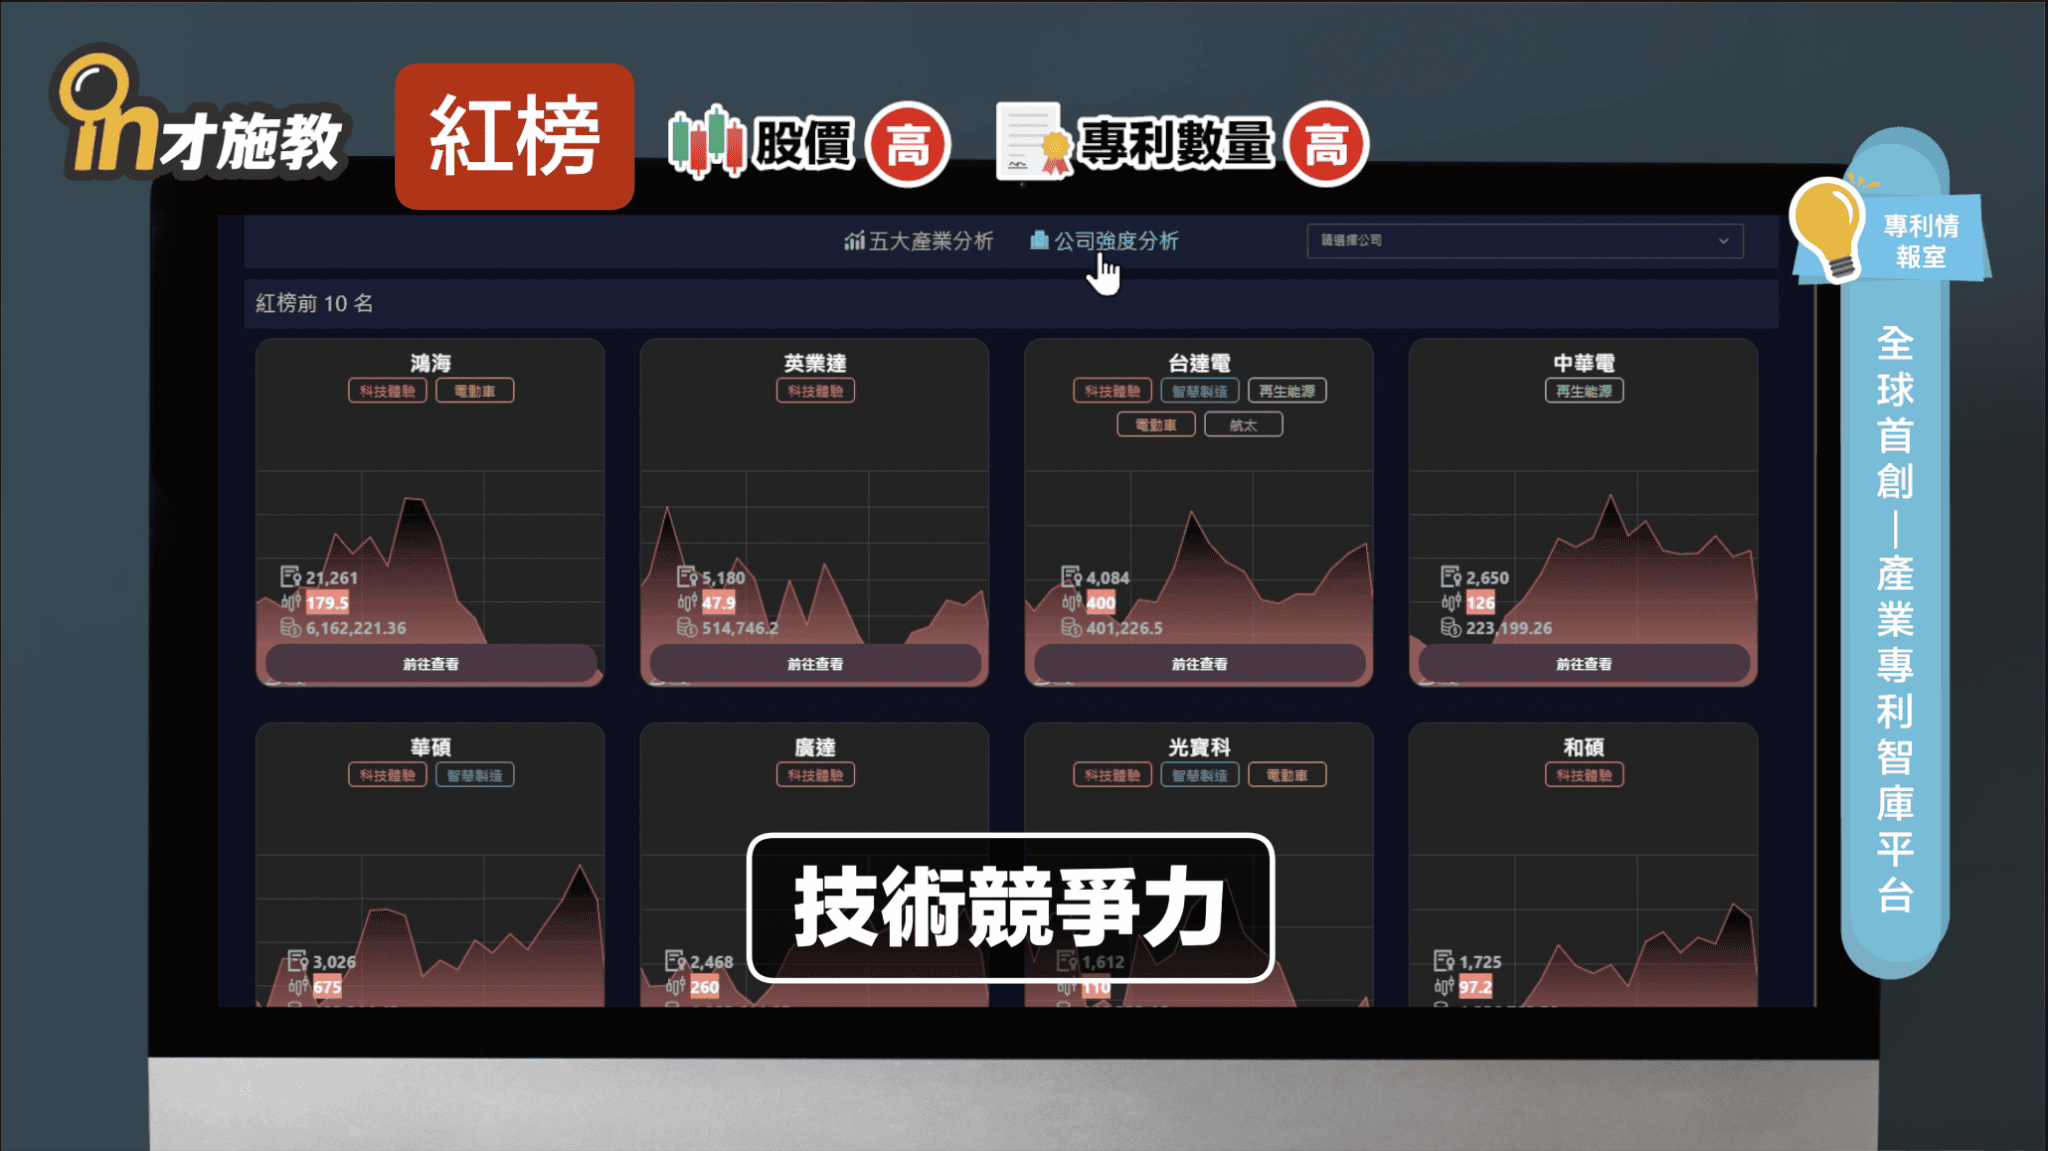 in才施教
紅榜
股價 高
專利數量 高
專利情
報室
全球首創—產業專利智庫平台
五大產業分析
公司強度分析
請選擇公司
紅榜前 10 名
鴻海
科技體驗 電動車
21,261
179.5
6,162,221.36
前往查看
英業達
科技體驗
5,180
47.9
514,746.2
前往查看
台達電
科技體驗 智慧製造 再生能源
電動車 航太
4,084
400
401,226.5
前往查看
中華電
再生能源
2,650
126
223,199.26
前往查看
華碩
科技體驗 智慧製造
3,026
675
廣達
科技體驗
2,468
260
光寶科
科技體驗 智慧製造 電動車
1,612
110
和碩
科技體驗
1,725
97.2
技術競爭力